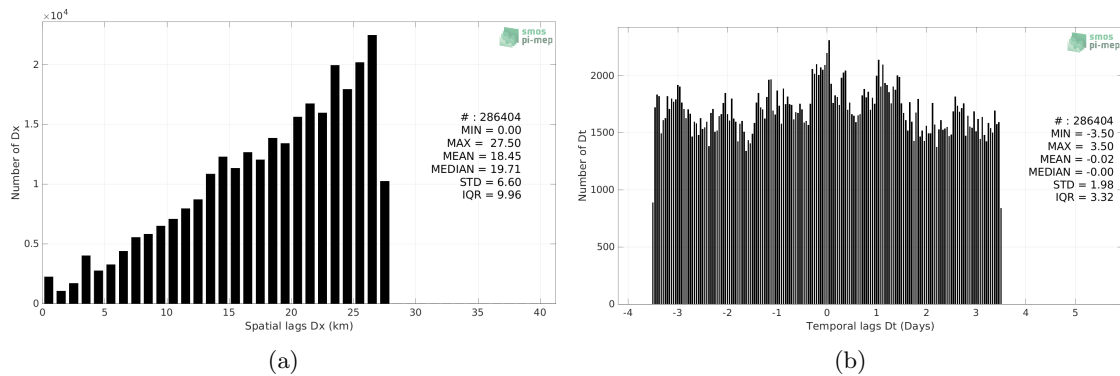 ×10⁴
2
1.5
1
0.5
0
Number of Dx
0 5 10 15 20 25 30 35 40
Spatial lags Dx (km)
smos
pi-mep
# : 286404
MIN = 0.00
MAX = 27.50
MEAN = 18.45
MEDIAN = 19.71
STD = 6.60
IQR = 9.96
(a)
2000
1500
1000
500
0
Number of Dt
-4 -3 -2 -1 0 1 2 3 4 5
Temporal lags Dt (Days)
smos
pi-mep
# : 286404
MIN = -3.50
MAX = 3.50
MEAN = -0.02
MEDIAN = -0.00
STD = 1.98
IQR = 3.32
(b)